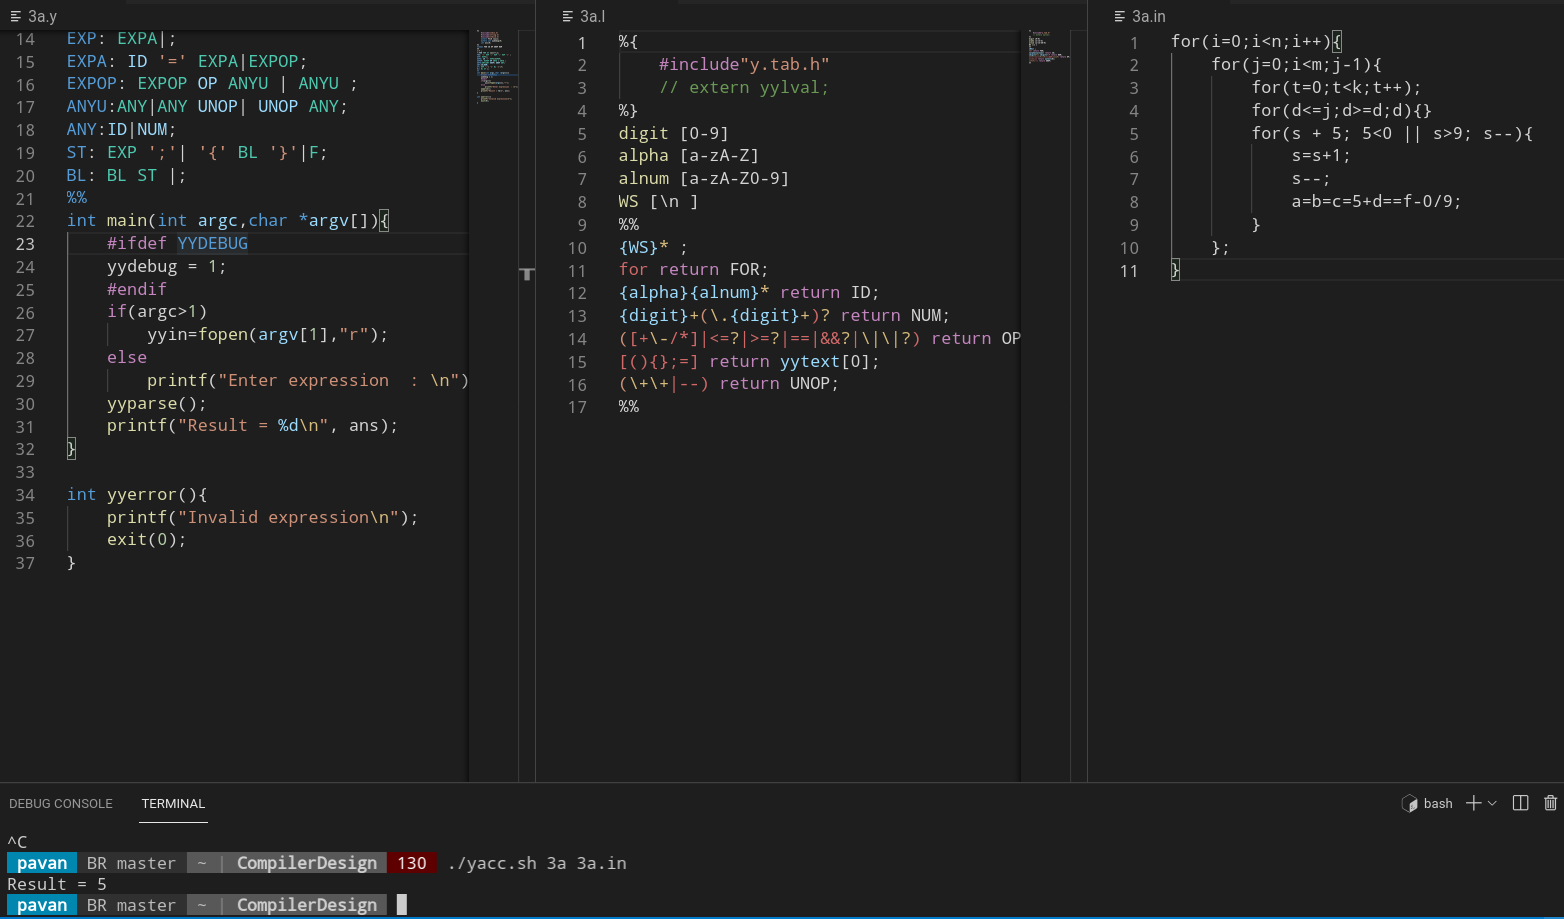 3a.y
14 EXP: EXPA|;
15 EXPA: ID '=' EXPA|EXPOP;
16 EXPOP: EXPOP OP ANYU | ANYU ;
17 ANYU:ANY|ANY UNOP| UNOP ANY;
18 ANY:ID|NUM;
19 ST: EXP ';'| '{' BL '}'|F;
20 BL: BL ST |;
21 %%
22 int main(int argc,char *argv[]){
23 #ifdef YYDEBUG
24 yydebug = 1;
25 #endif
26 if(argc>1)
27 yyin=fopen(argv[1],"r");
28 else
29 printf("Enter expression  : \n")
30 yyparse();
31 printf("Result = %d\n", ans);
32 }
33
34 int yyerror(){
35 printf("Invalid expression\n");
36 exit(0);
37 }
3a.l
1 %{
2 #include"y.tab.h"
3 // extern yylval;
4 %}
5 digit [0-9]
6 alpha [a-zA-Z]
7 alnum [a-zA-Z0-9]
8 WS [\n ]
9 %%
10 {WS}* ;
11 for return FOR;
12 {alpha}{alnum}* return ID;
13 {digit}+(\.{digit}+)? return NUM;
14 ([+\-/*]|<=?|>=?|==|&&?|\|\|?) return OP
15 [(){};=] return yytext[0];
16 (\+\+|--) return UNOP;
17 %%
3a.in
1 for(i=0;i<n;i++){
2 for(j=0;i<m;j-1){
3 for(t=0;t<k;t++);
4 for(d<=j;d>=d;d){}
5 for(s + 5; 5<0 || s>9; s--){
6 s=s+1;
7 s--;
8 a=b=c=5+d==f-0/9;
9 }
10 };
11 }
DEBUG CONSOLE TERMINAL bash
^C
pavan BR master ~ | CompilerDesign 130 ./yacc.sh 3a 3a.in
Result = 5
pavan BR master ~ | CompilerDesign